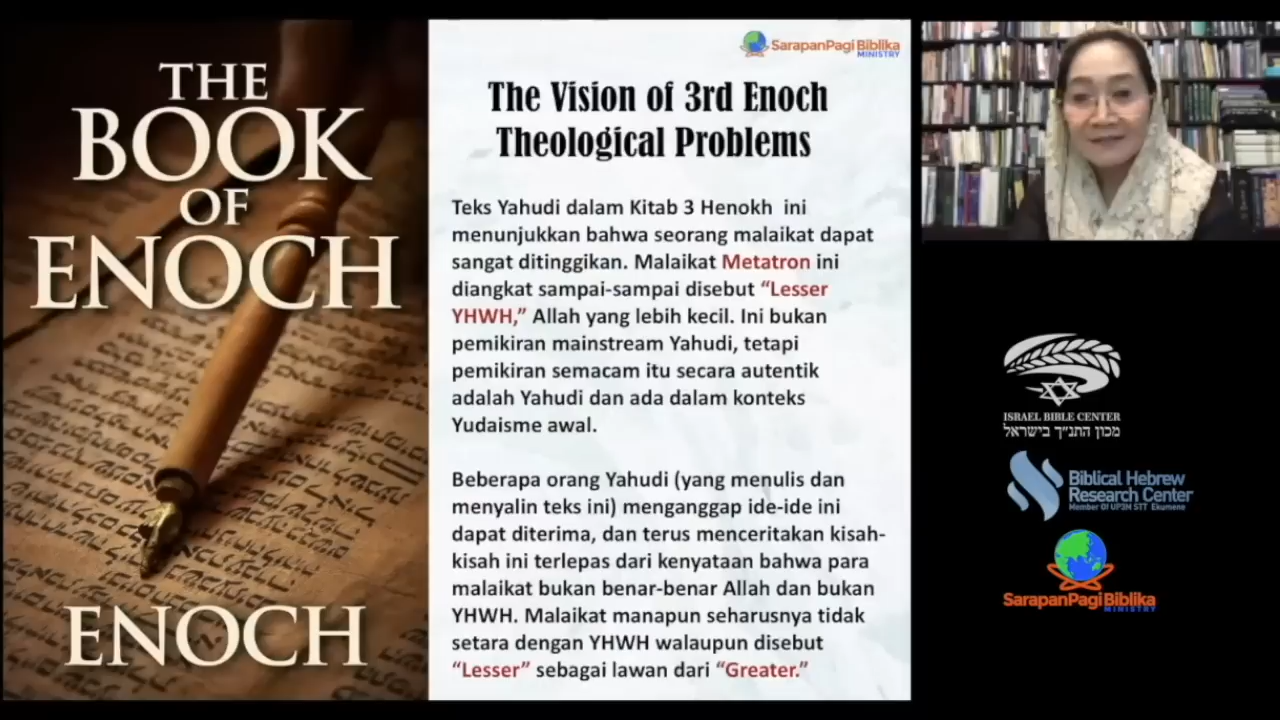 THE
BOOK
OF
ENOCH
ENOCH
SarapanPagi Biblika
MINISTRY
The Vision of 3rd Enoch
Theological Problems
Teks Yahudi dalam Kitab 3 Henokh ini
menunjukkan bahwa seorang malaikat dapat
sangat ditinggikan. Malaikat Metatron ini
diangkat sampai-sampai disebut “Lesser
YHWH,” Allah yang lebih kecil. Ini bukan
pemikiran mainstream Yahudi, tetapi
pemikiran semacam itu secara autentik
adalah Yahudi dan ada dalam konteks
Yudaisme awal.
Beberapa orang Yahudi (yang menulis dan
menyalin teks ini) menganggap ide-ide ini
dapat diterima, dan terus menceritakan kisah-
kisah ini terlepas dari kenyataan bahwa para
malaikat bukan benar-benar Allah dan bukan
YHWH. Malaikat manapun seharusnya tidak
setara dengan YHWH walaupun disebut
“Lesser” sebagai lawan dari “Greater.”
ISRAEL BIBLE CENTER
מכון התנ״ך בישראל
Biblical Hebrew
Research Center
Member Of UP3M STT Ekumene
SarapanPagi Biblika
MINISTRY